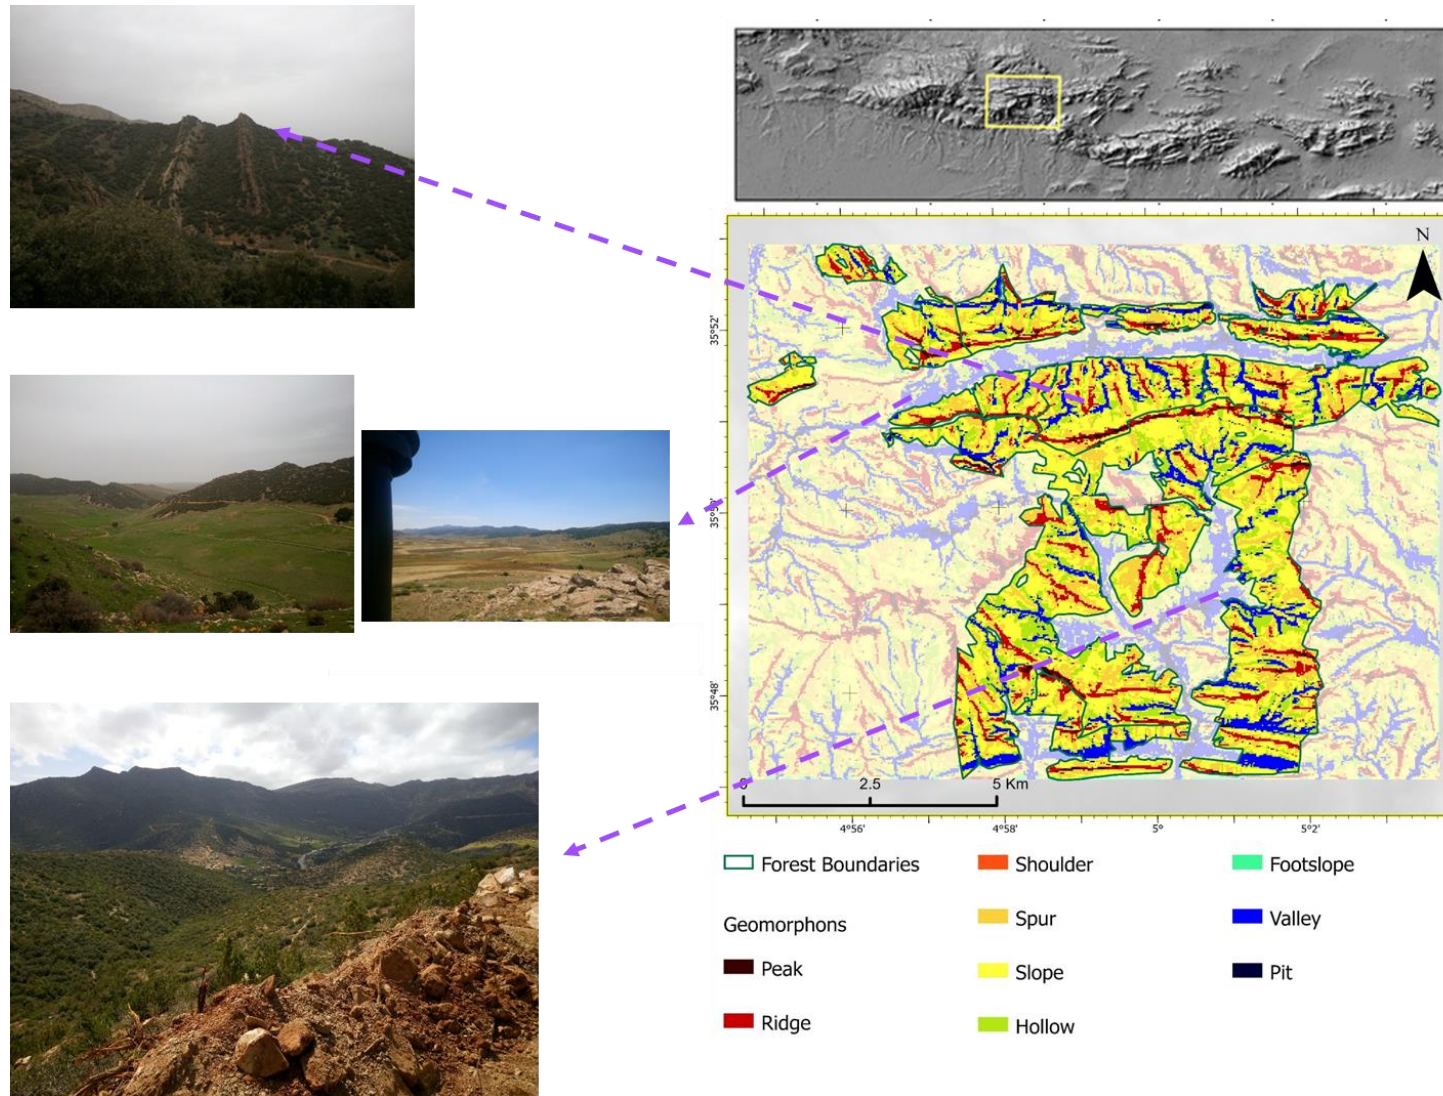 N
35°52'
35°50'
35°48'
0
2.5
5 Km
4°56'
4°58'
5°
5°2'
Forest Boundaries
Shoulder
Footslope
Geomorphons
Spur
Valley
Peak
Slope
Pit
Ridge
Hollow